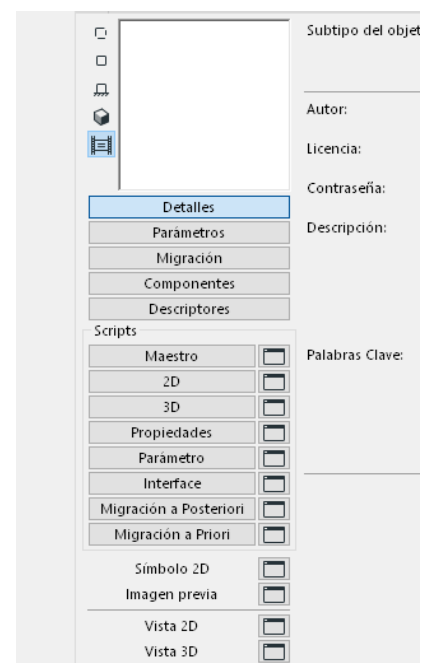 Subtipo del objet
Autor:
Licencia:
Contraseña:
Descripción:
Palabras Clave:
Detalles
Parámetros
Migración
Componentes
Descriptores
Scripts
Maestro
2D
3D
Propiedades
Parámetro
Interface
Migración a Posteriori
Migración a Priori
Símbolo 2D
Imagen previa
Vista 2D
Vista 3D